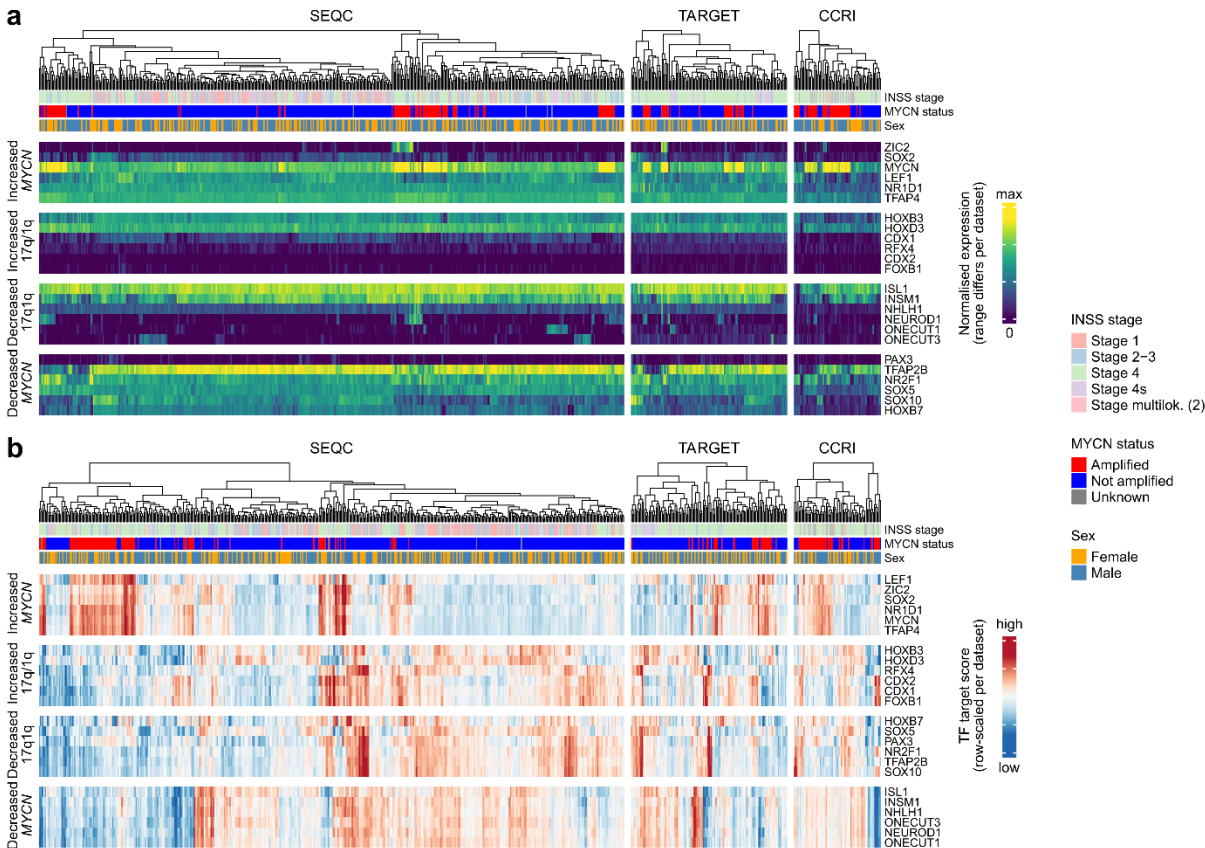 a
SEQC
TARGET
CCRI
INSS stage
MYCN status
Sex
Increased
MYCN
ZIC2
SOX2
MYCN
LEF1
NR1D1
TFAP4
Increased
17q/1q
HOXB3
HOXD3
CDX1
RFX4
CDX2
FOXB1
Decreased
17q1q
ISL1
INSM1
NHLH1
NEUROD1
ONECUT1
ONECUT3
Decreased
MYCN
PAX3
TFAP2B
NR2F1
SOX5
SOX10
HOXB7
Normalised expression
(range differs per dataset)
max
0
INSS stage
Stage 1
Stage 2−3
Stage 4
Stage 4s
Stage multilok. (2)
MYCN status
Amplified
Not amplified
Unknown
Sex
Female
Male
b
SEQC
TARGET
CCRI
INSS stage
MYCN status
Sex
Increased
MYCN
LEF1
ZIC2
SOX2
NR1D1
MYCN
TFAP4
Increased
17q/1q
HOXB3
HOXD3
RFX4
CDX2
CDX1
FOXB1
Decreased
17q1q
HOXB7
SOX5
PAX3
NR2F1
TFAP2B
SOX10
Decreased
MYCN
ISL1
INSM1
NHLH1
ONECUT3
NEUROD1
ONECUT1
TF target score
(row-scaled per dataset)
high
low